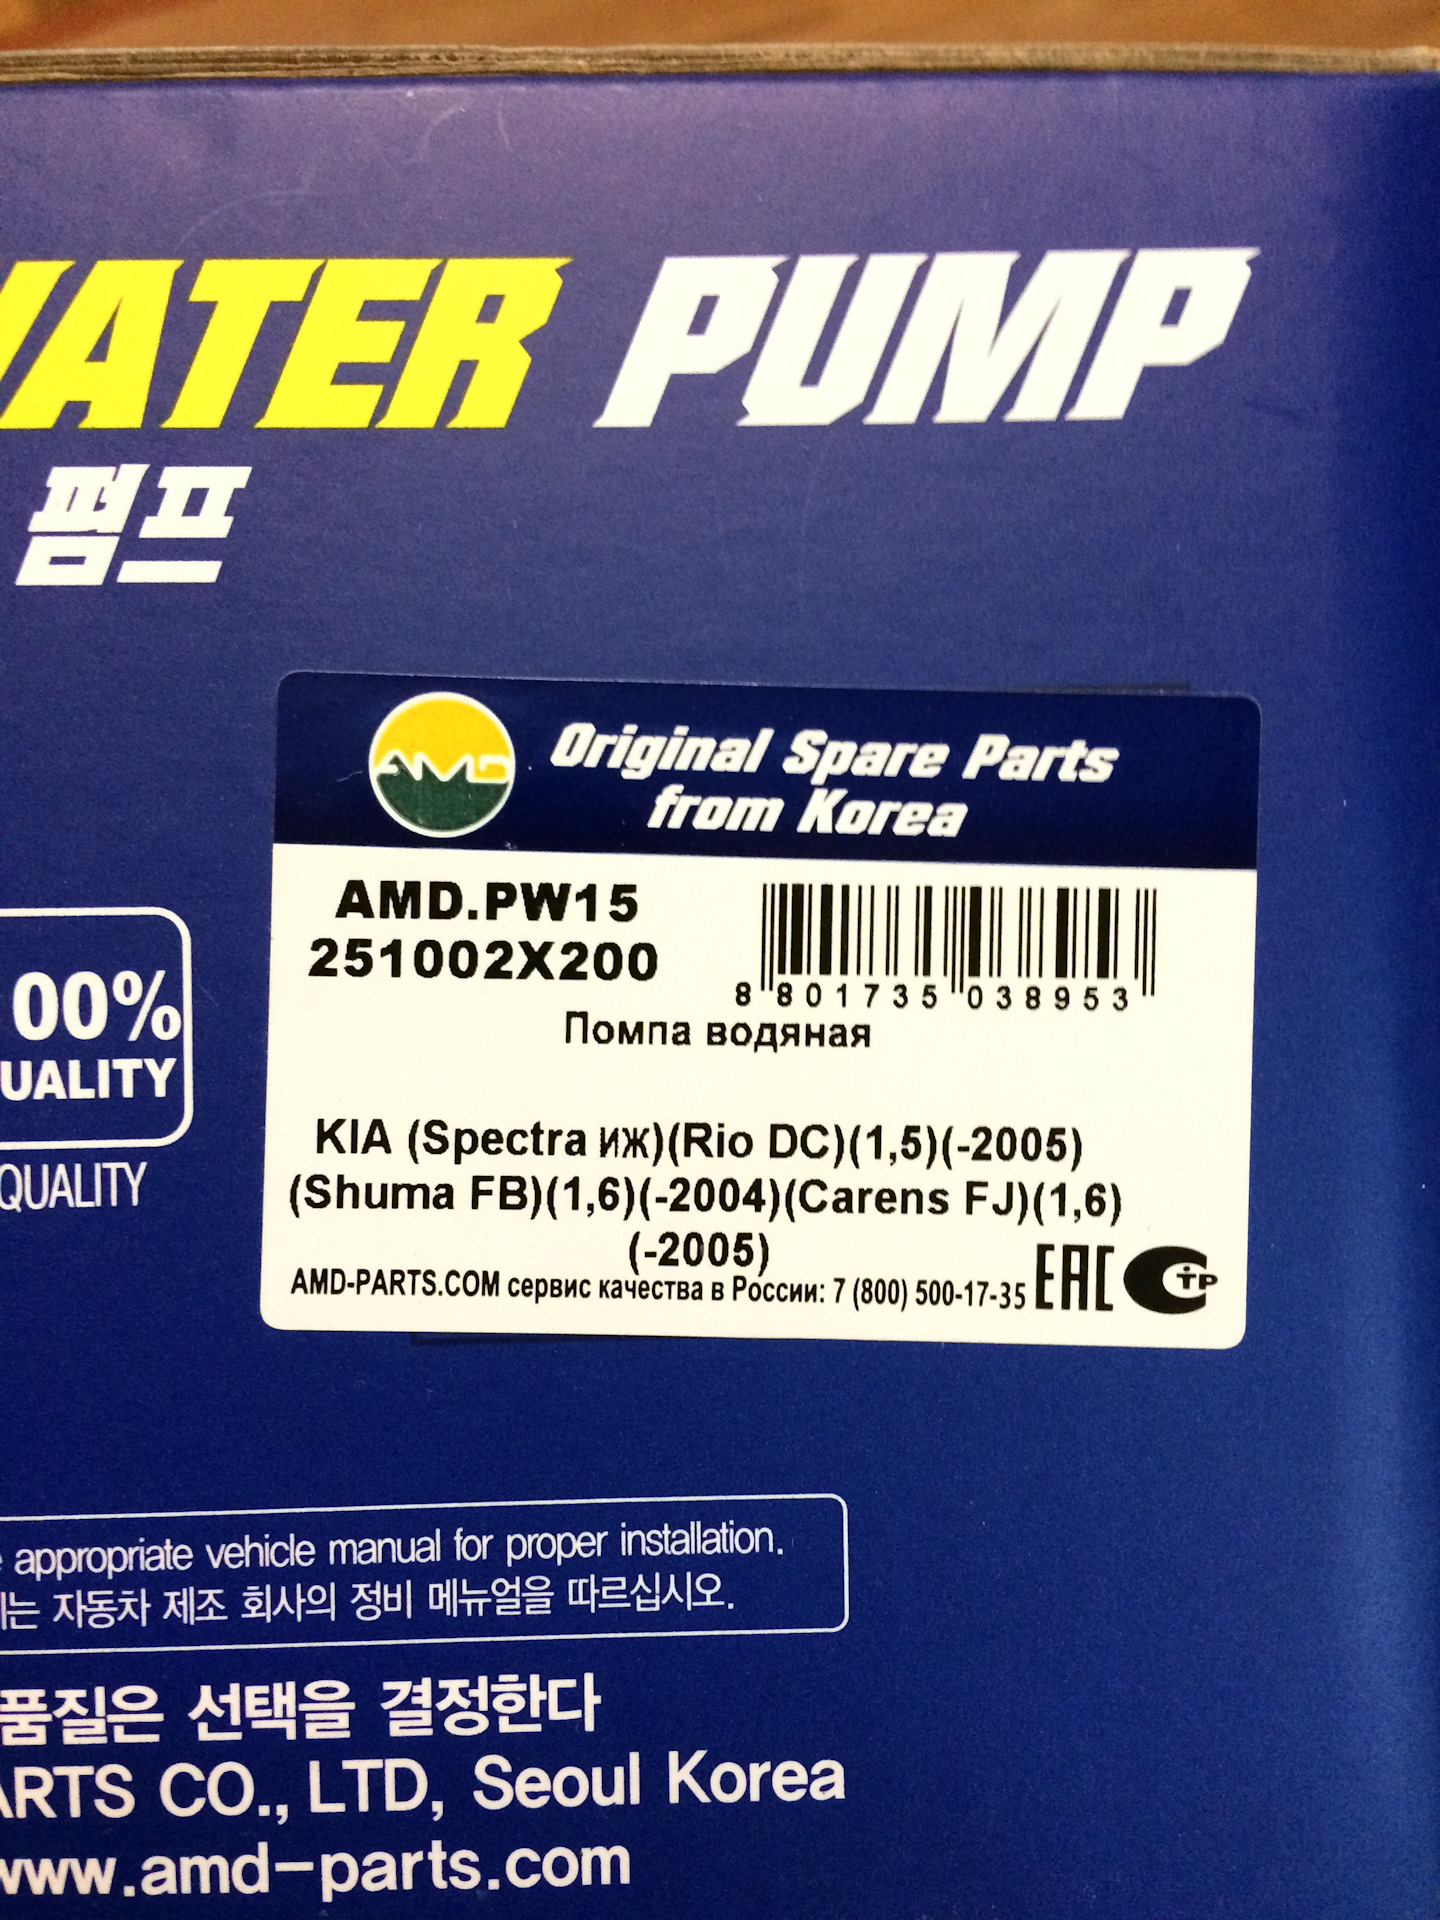 WATER PUMP
펌프
AMD
Original Spare Parts
from Korea
AMD.PW15
251002X200
8 801735 038953
Помпа водяная
KIA (Spectra иж)(Rio DC)(1,5)(-2005)
(Shuma FB)(1,6)(-2004)(Carens FJ)(1,6)
(-2005)
AMD-PARTS.COM сервис качества в России: 7 (800) 500-17-35 EAC
СТР
00%
UALITY
QUALITY
appropriate vehicle manual for proper installation.
는 자동차 제조 회사의 정비 메뉴얼을 따르십시오.
품질은 선택을 결정한다
ARTS CO., LTD, Seoul Korea
www.amd-parts.com